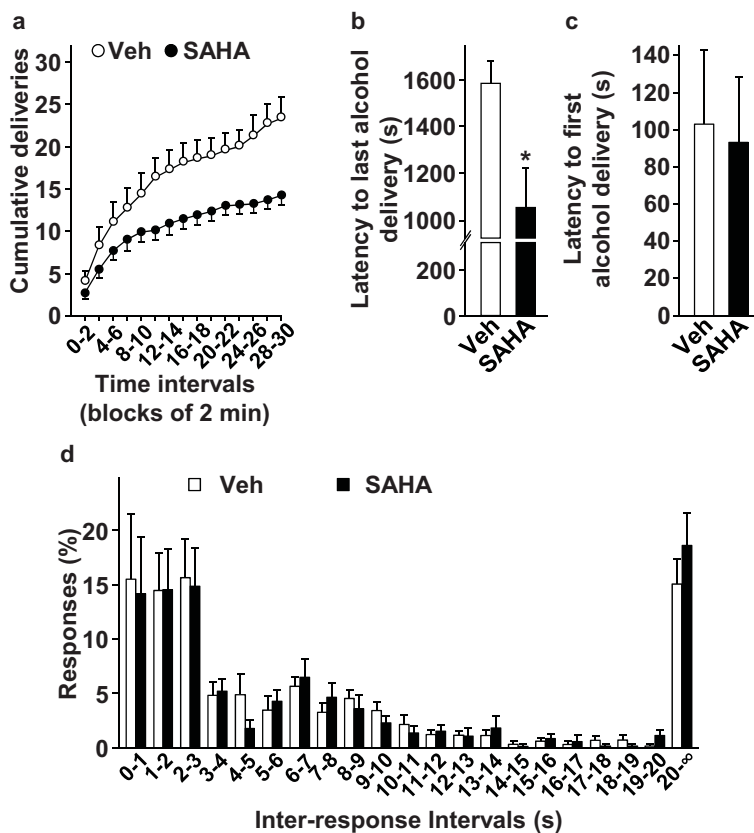 a
Veh SAHA
Cumulative deliveries
30
25
20
15
10
5
0
0-2
4-6
8-10
12-14
16-18
20-22
24-26
28-30
Time intervals
(blocks of 2 min)
b
Latency to last alcohol
delivery (s)
1600
1400
1200
1000
200
0
*
Veh
SAHA
c
Latency to first
alcohol delivery (s)
140
120
100
80
60
40
20
0
Veh
SAHA
d
Veh SAHA
Responses (%)
20
15
10
5
0
0-1
1-2
2-3
3-4
4-5
5-6
6-7
7-8
8-9
9-10
10-11
11-12
12-13
13-14
14-15
15-16
16-17
17-18
18-19
19-20
20-∞
Inter-response Intervals (s)